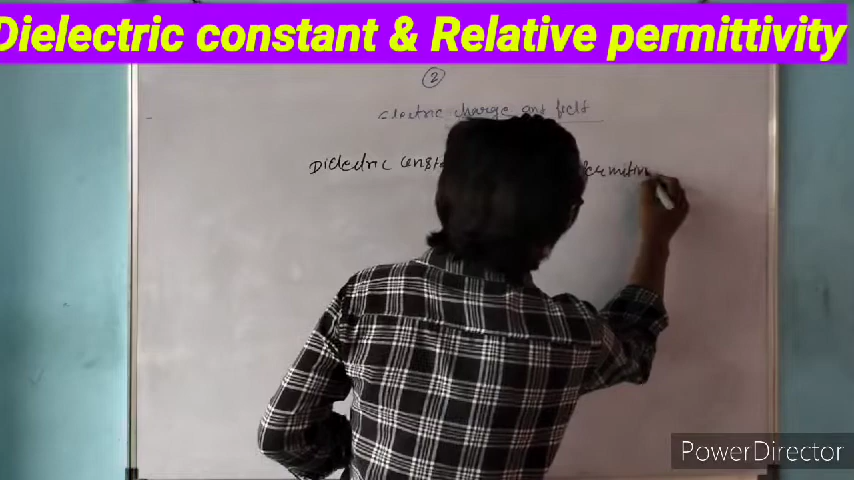 Dielectric constant & Relative permittivity
2
electric charge and field
Dielectric
PowerDirector